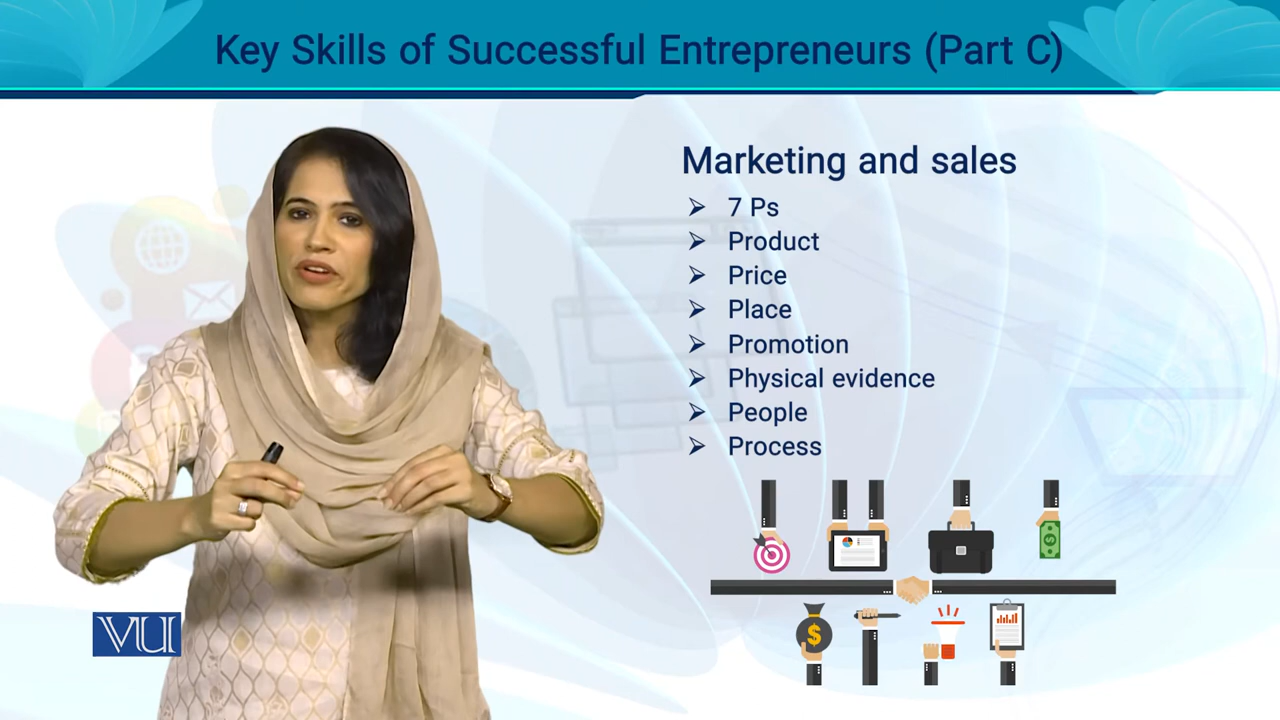 Key Skills of Successful Entrepreneurs (Part C)
Marketing and sales
➢ 7 Ps
➢ Product
➢ Price
➢ Place
➢ Promotion
➢ Physical evidence
➢ People
➢ Process
$
$
VU